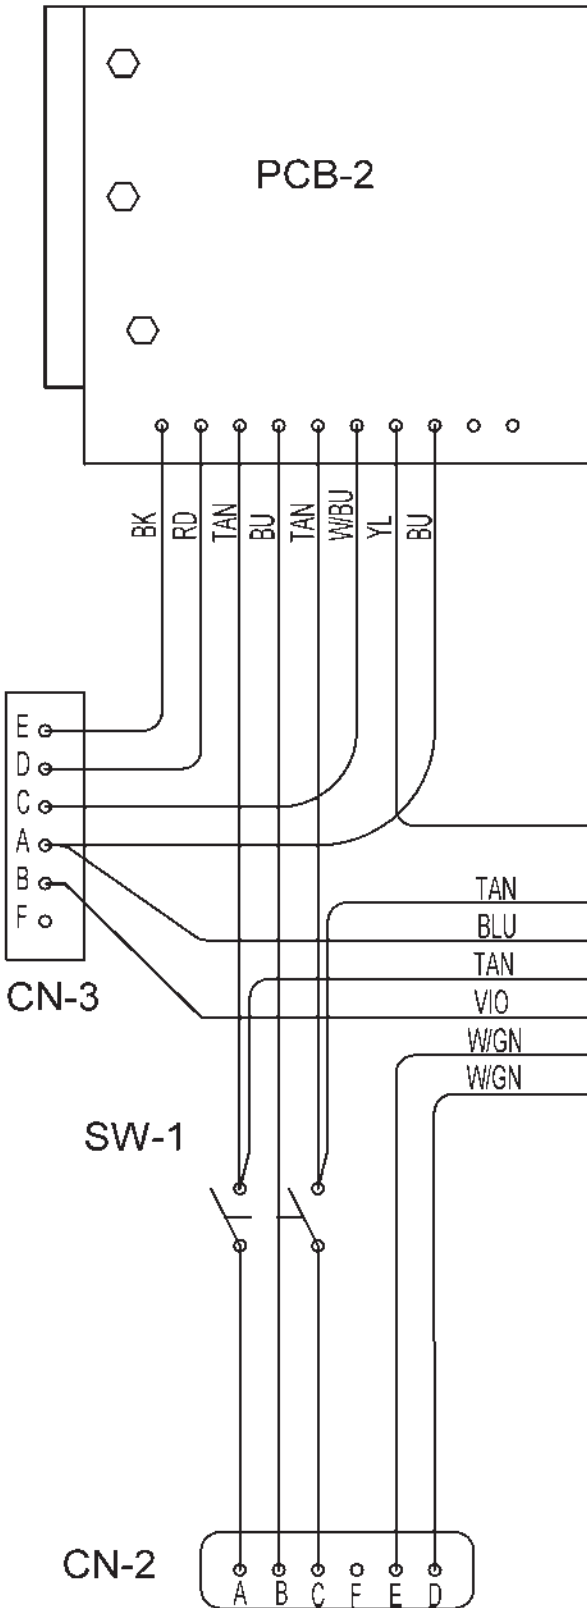 PCB-2
BK RD TAN BU TAN W/BU YL BU
E
D
C
A
B
F
CN-3
TAN
BLU
TAN
VIO
W/GN
W/GN
SW-1
CN-2
A B C F E D